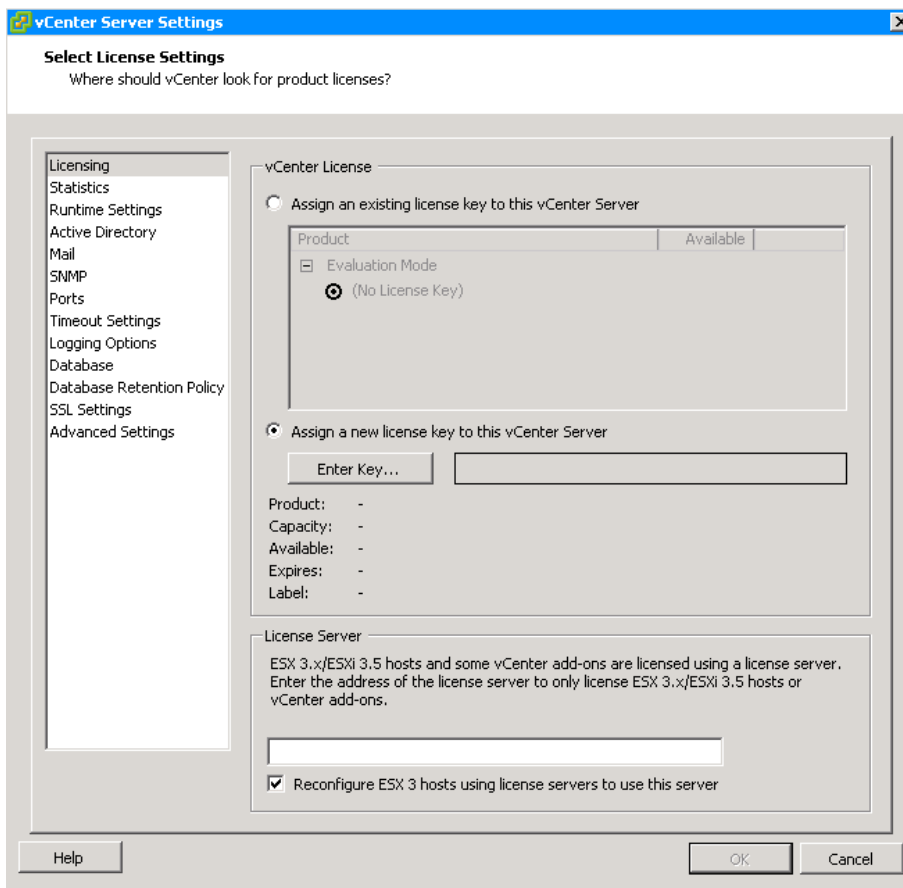 vCenter Server Settings
Select License Settings
Where should vCenter look for product licenses?
Licensing
Statistics
Runtime Settings
Active Directory
Mail
SNMP
Ports
Timeout Settings
Logging Options
Database
Database Retention Policy
SSL Settings
Advanced Settings
vCenter License
Assign an existing license key to this vCenter Server
Product Available
Evaluation Mode
(No License Key)
Assign a new license key to this vCenter Server
Enter Key...
Product: -
Capacity: -
Available: -
Expires: -
Label: -
License Server
ESX 3.x/ESXi 3.5 hosts and some vCenter add-ons are licensed using a license server.
Enter the address of the license server to only license ESX 3.x/ESXi 3.5 hosts or
vCenter add-ons.
Reconfigure ESX 3 hosts using license servers to use this server
Help OK Cancel